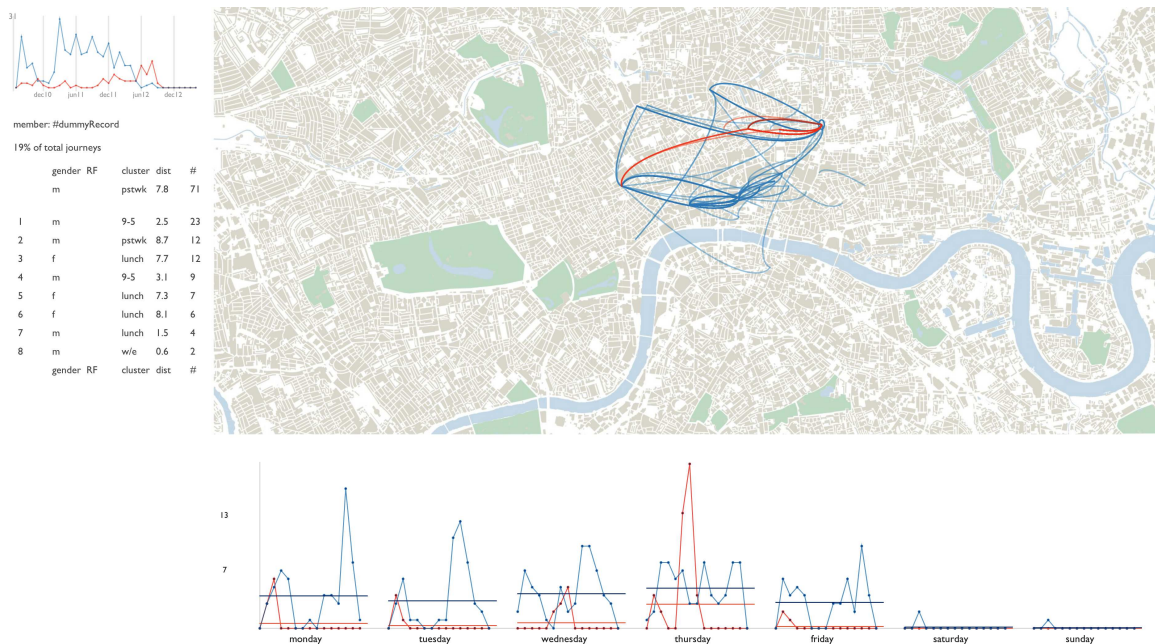 31
dec10 jun11 dec11 jun12 dec12
member: #dummyRecord
19% of total journeys
gender RF cluster dist #
m pstwk 7.8 71
1 m 9-5 2.5 23
2 m pstwk 8.7 12
3 f lunch 7.7 12
4 m 9-5 3.1 9
5 f lunch 7.3 7
6 f lunch 8.1 6
7 m lunch 1.5 4
8 m w/e 0.6 2
gender RF cluster dist #
13
7
monday tuesday wednesday thursday friday saturday sunday